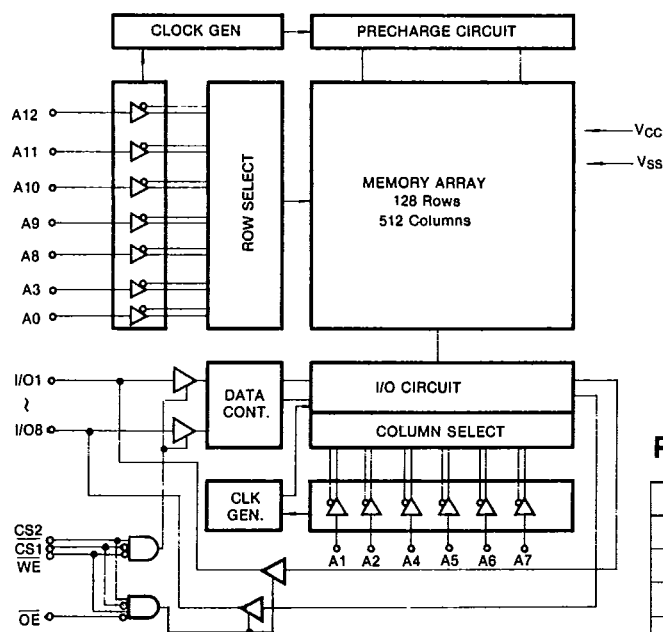 CLOCK GEN
PRECHARGE CIRCUIT
A12
A11
A10
A9
A8
A3
A0
ROW SELECT
MEMORY ARRAY
128 Rows
512 Columns
VCC
VSS
I/O1
~
I/O8
DATA
CONT.
I/O CIRCUIT
COLUMN SELECT
CLK
GEN.
A1 A2 A4 A5 A6 A7
CS2
CS1
WE
OE